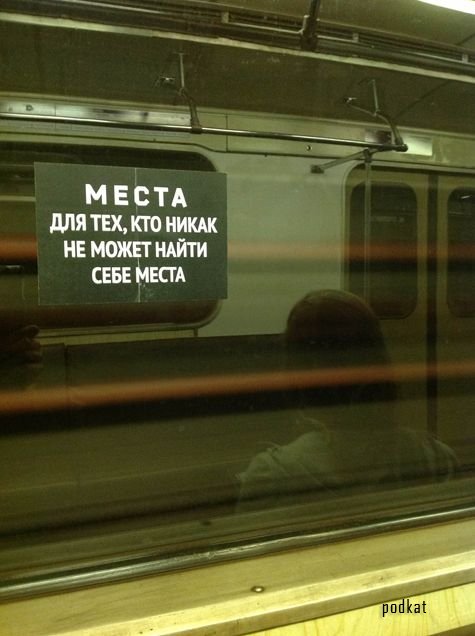 МЕСТА
ДЛЯ ТЕХ, КТО НИКАК
НЕ МОЖЕТ НАЙТИ
СЕБЕ МЕСТА
podkat